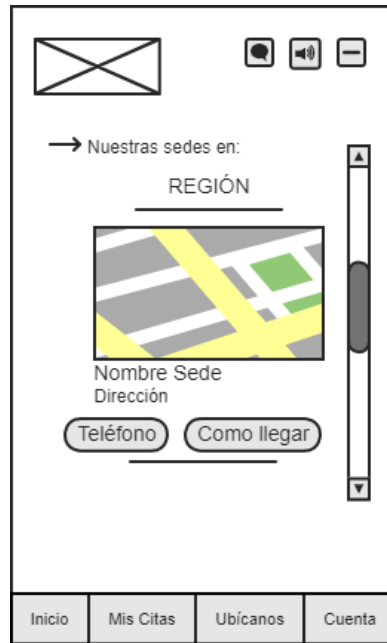 Nuestras sedes en:
REGIÓN
Nombre Sede
Dirección
Teléfono Como llegar
Inicio Mis Citas Ubícanos Cuenta